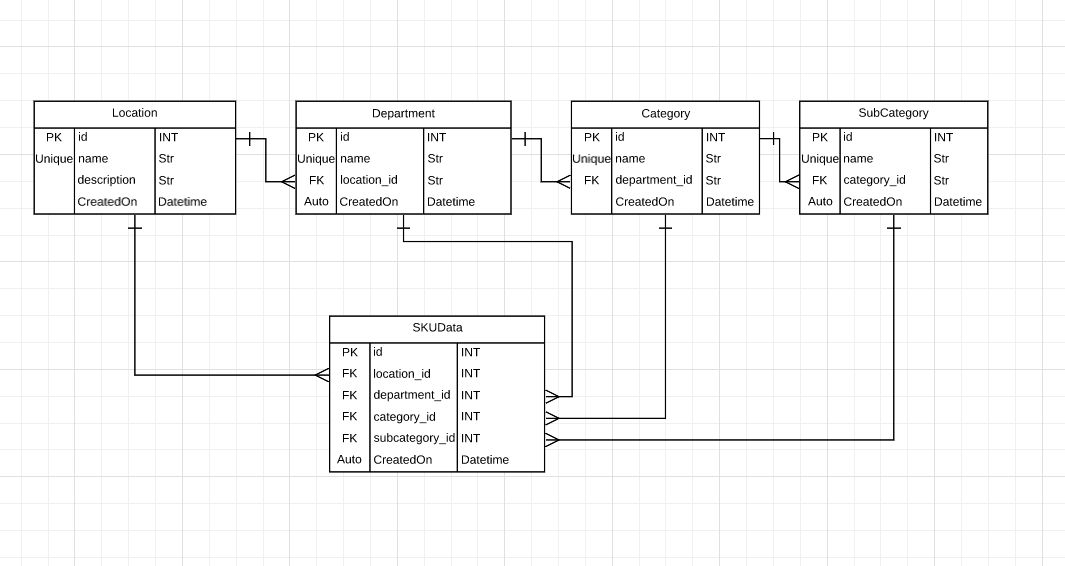 Location
PK id INT
Unique name Str
description Str
CreatedOn Datetime
Department
PK id INT
Unique name Str
FK location_id Str
Auto CreatedOn Datetime
Category
PK id INT
Unique name Str
FK department_id Str
CreatedOn Datetime
SubCategory
PK id INT
Unique name Str
FK category_id Str
Auto CreatedOn Datetime
SKUData
PK id INT
FK location_id INT
FK department_id INT
FK category_id INT
FK subcategory_id INT
Auto CreatedOn Datetime